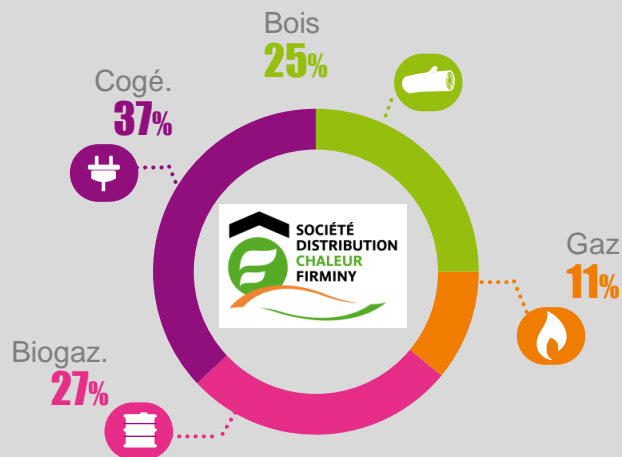 Bois
25%
Cogé.
37%
SOCIÉTÉ
DISTRIBUTION
CHALEUR
FIRMINY
Gaz
11%
Biogaz.
27%